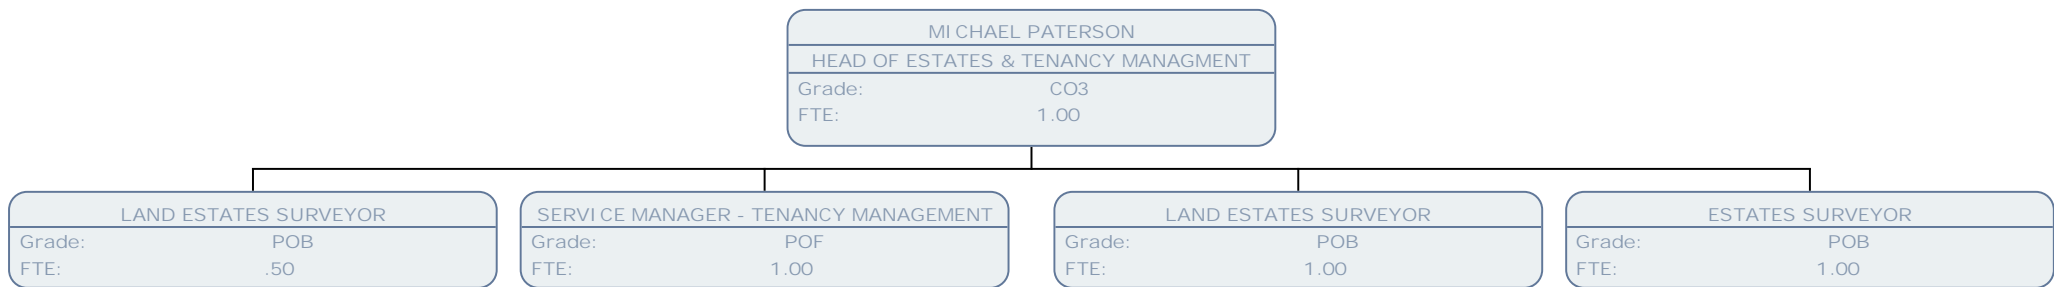 MICHAEL PATERSON
HEAD OF ESTATES & TENANCY MANAGMENT
Grade: CO3
FTE: 1.00
LAND ESTATES SURVEYOR
Grade: POB
FTE: .50
SERVICE MANAGER - TENANCY MANAGEMENT
Grade: POF
FTE: 1.00
LAND ESTATES SURVEYOR
Grade: POB
FTE: 1.00
ESTATES SURVEYOR
Grade: POB
FTE: 1.00